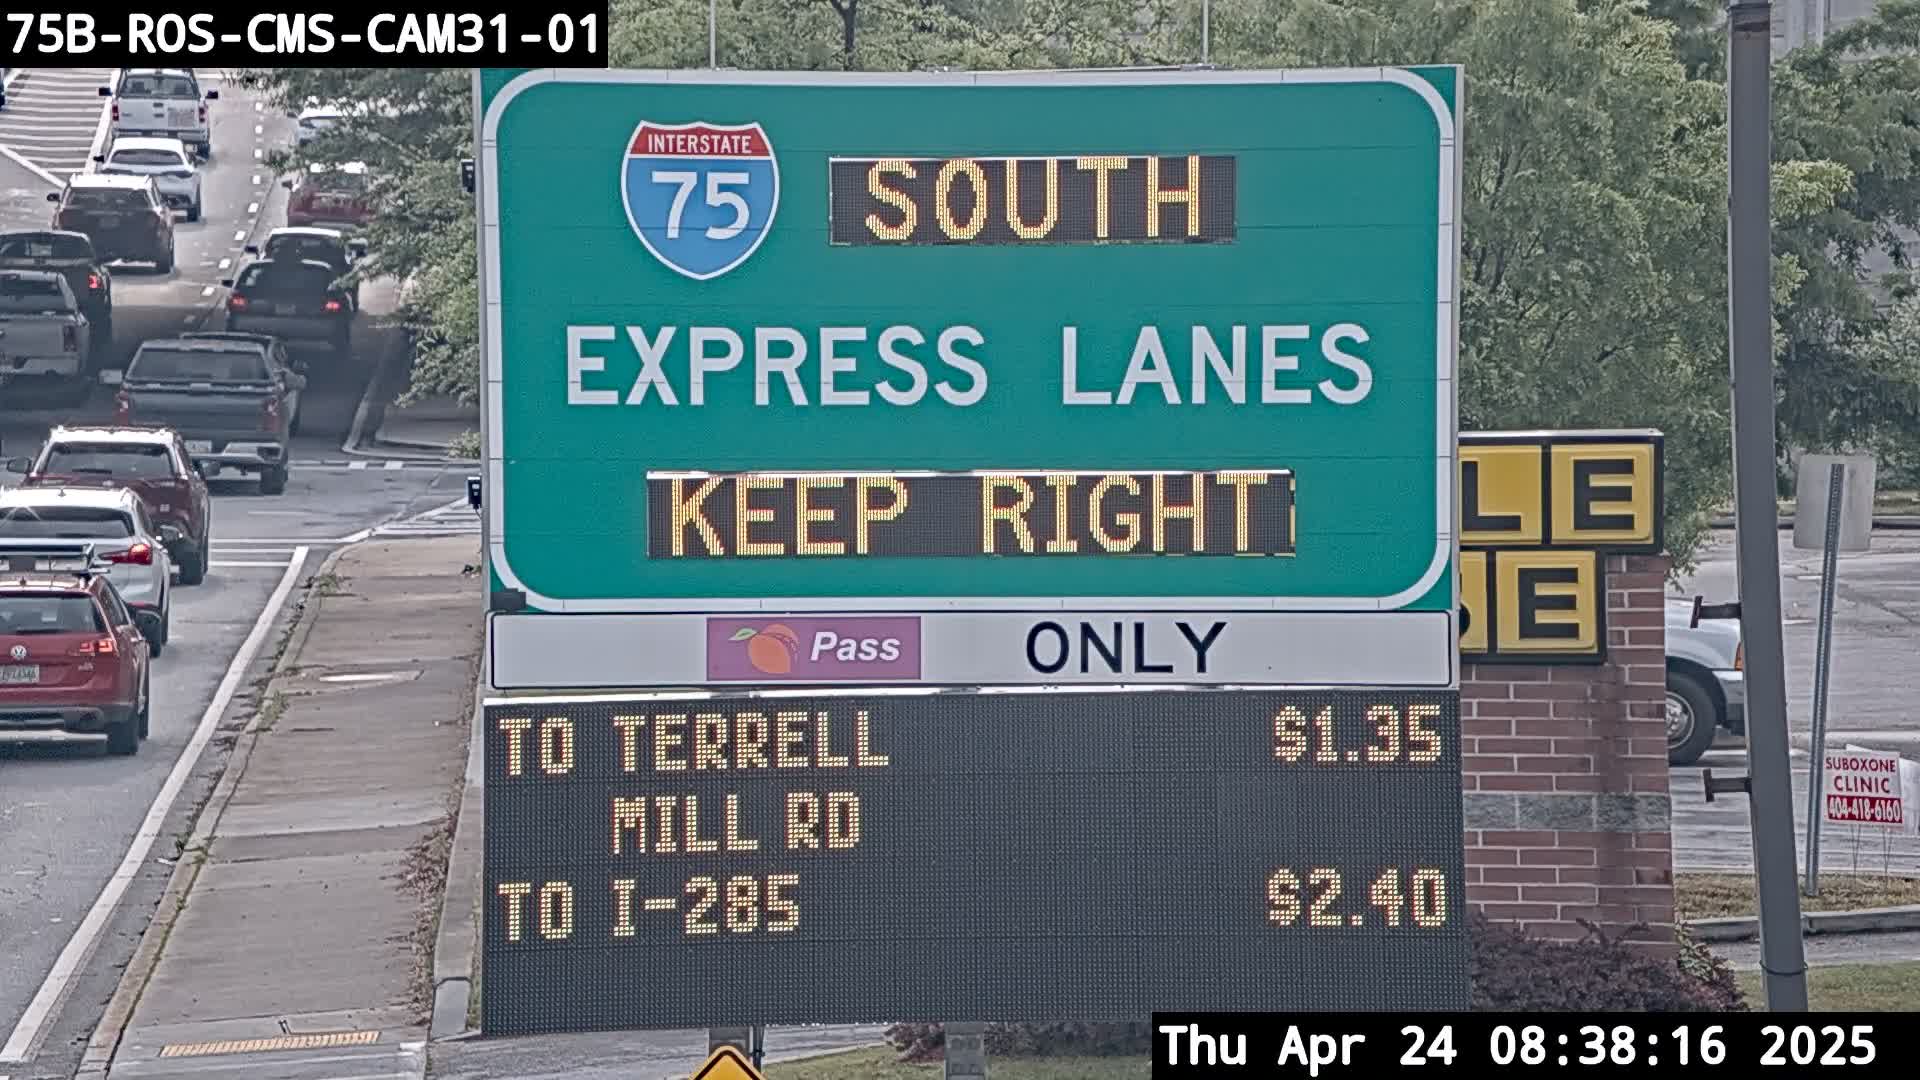 75B-ROS-CMS-CAM31-01
INTERSTATE
75
SOUTH
EXPRESS LANES
KEEP RIGHT
Pass ONLY
TO TERRELL $1.35
MILL RD
TO I-285 $2.40
LE
E
SUBOXONE
CLINIC
404-418-6160
Thu Apr 24 08:38:16 2025